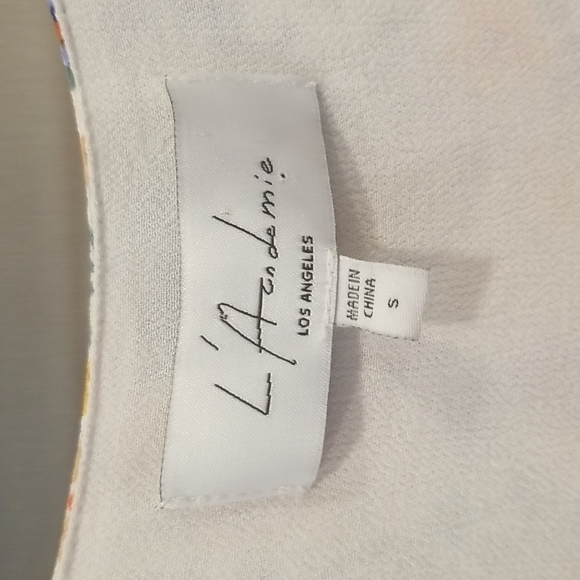 L'Academie
LOS ANGELES
MADE IN
CHINA
S